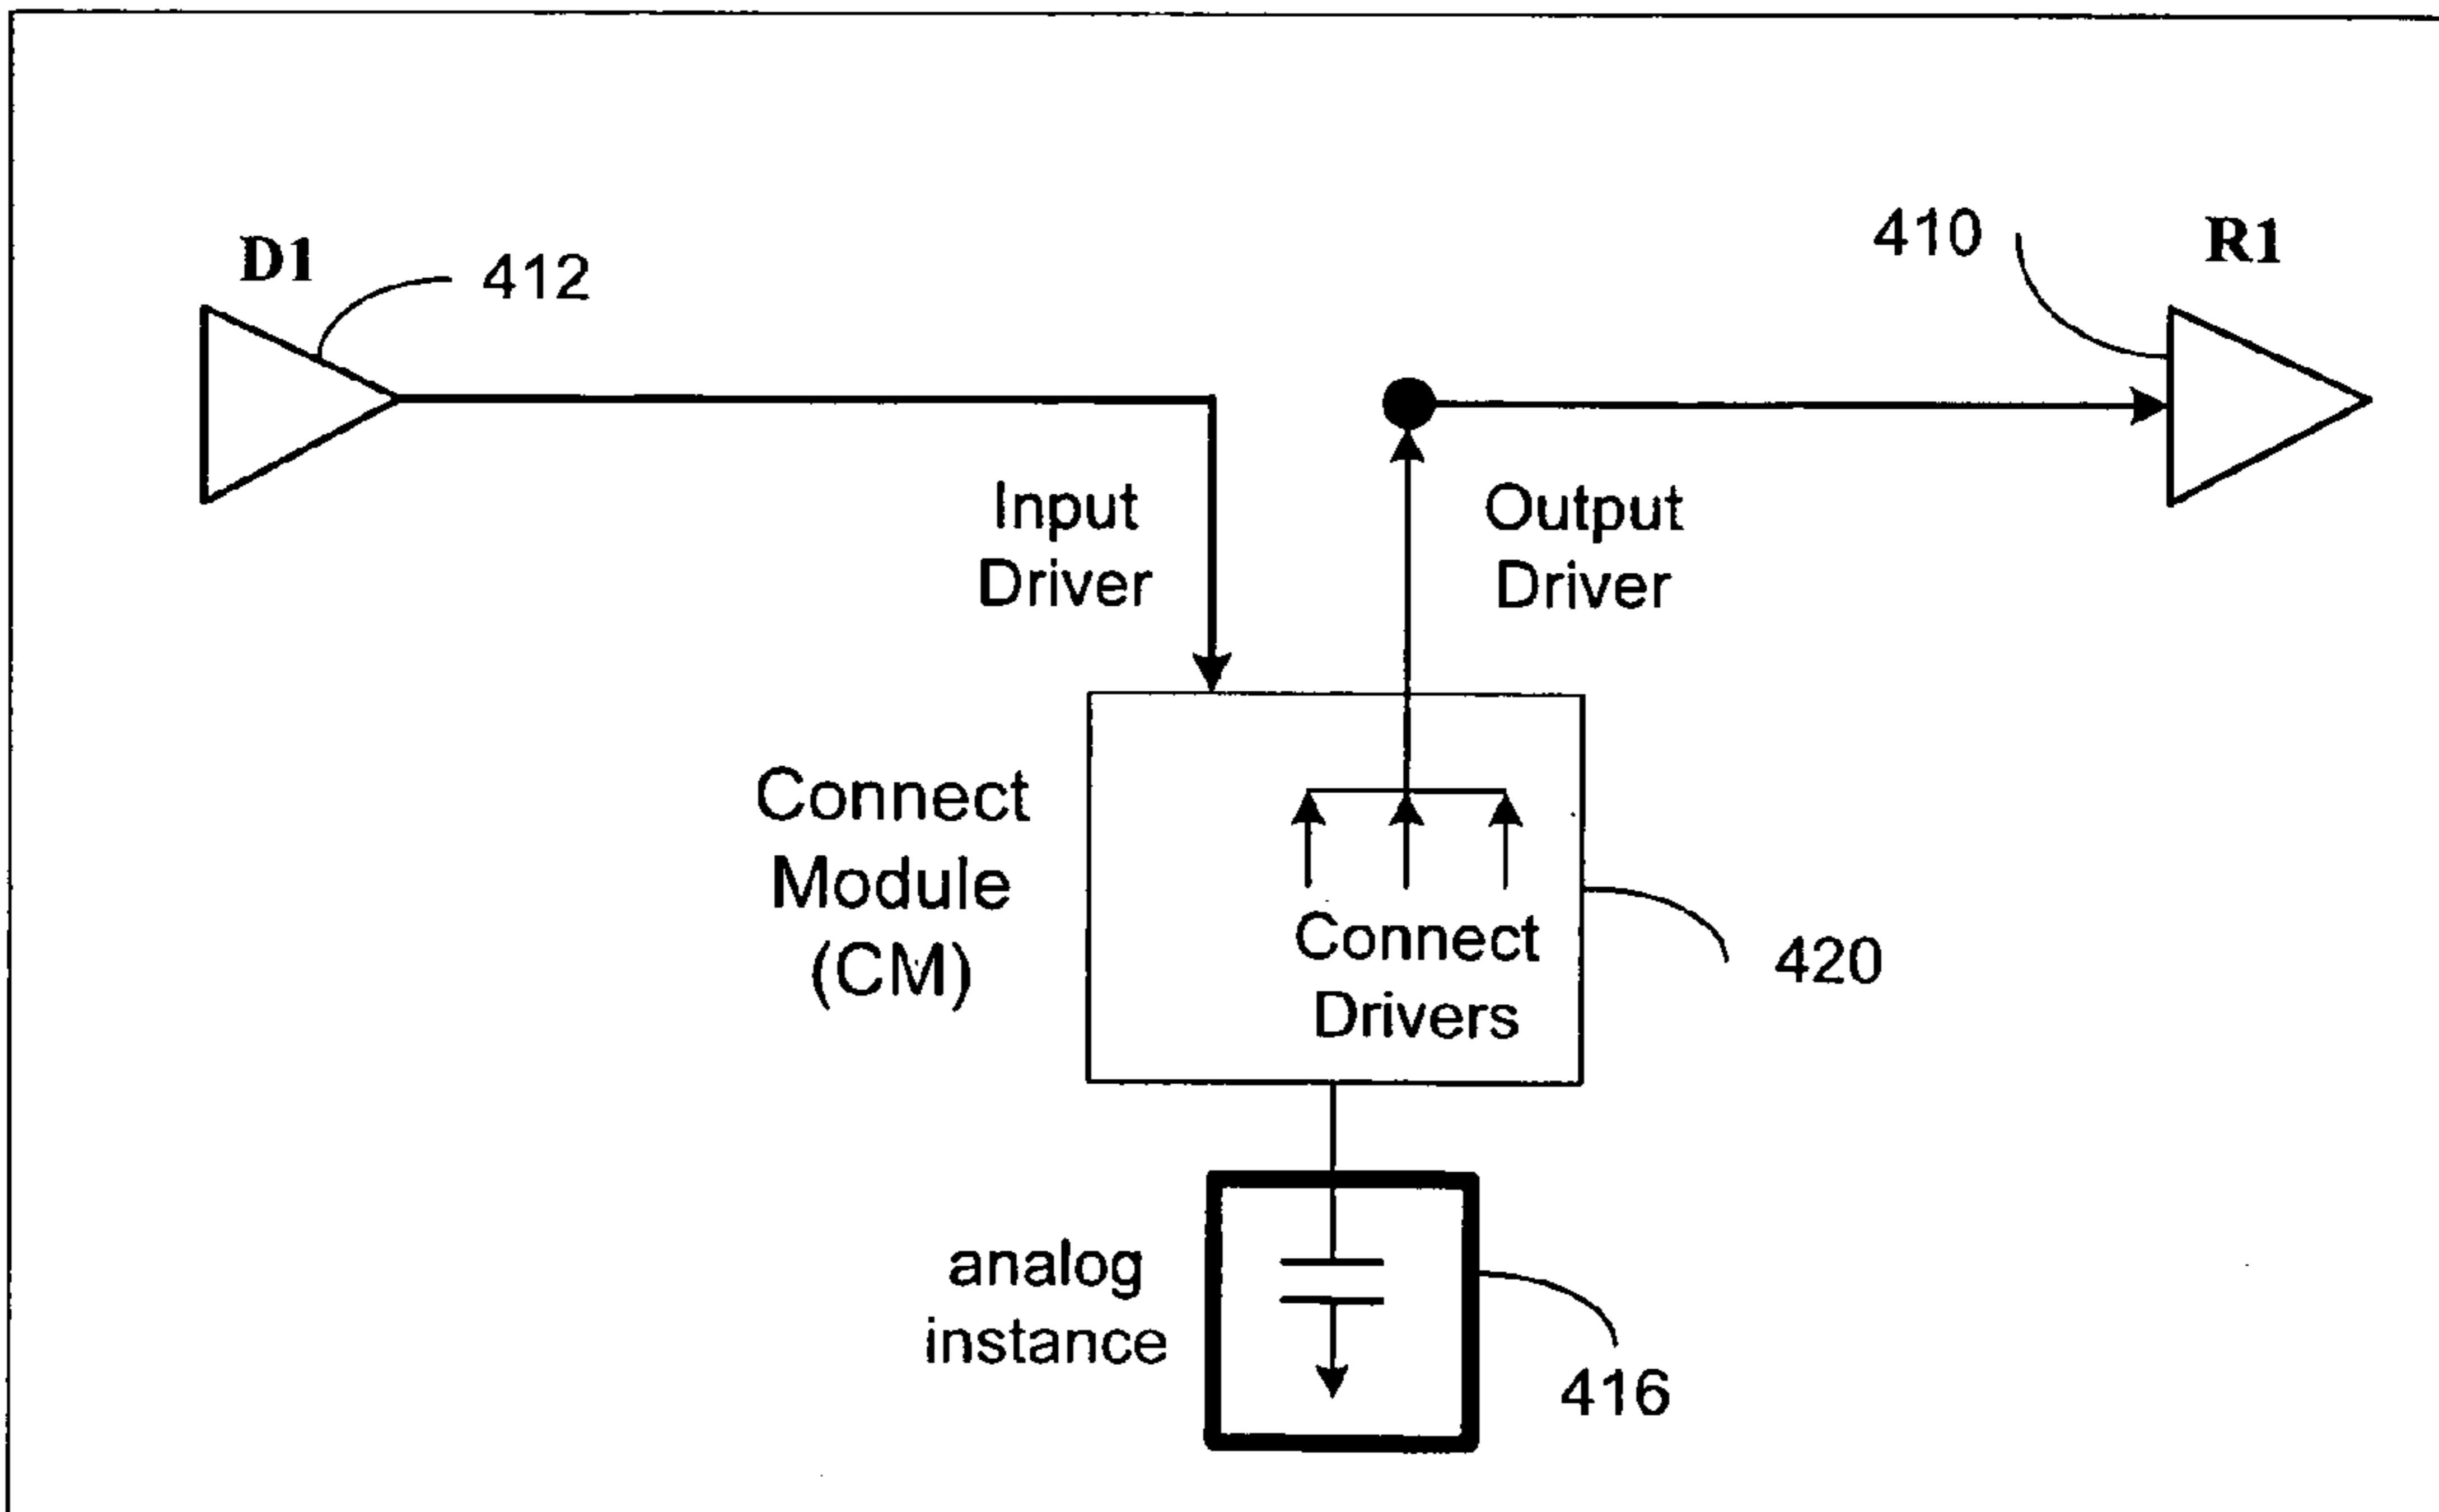 D1
412
410
R1
Input
Driver
Output
Driver
Connect
Module
(CM)
Connect
Drivers
420
analog
instance
416